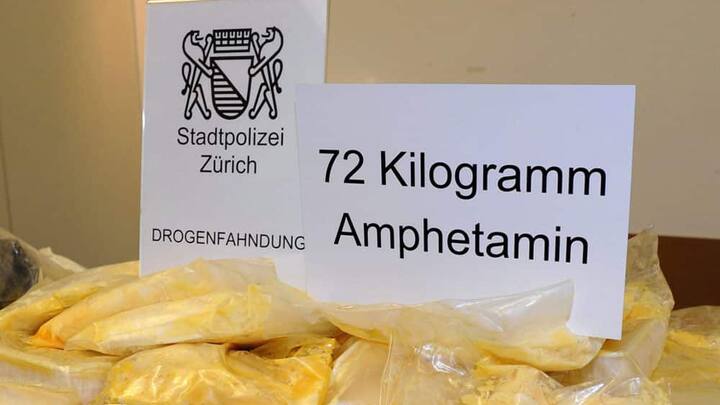 Stadtpolizei
Zürich
DROGENFAHNDUNG
72 Kilogramm
Amphetamin